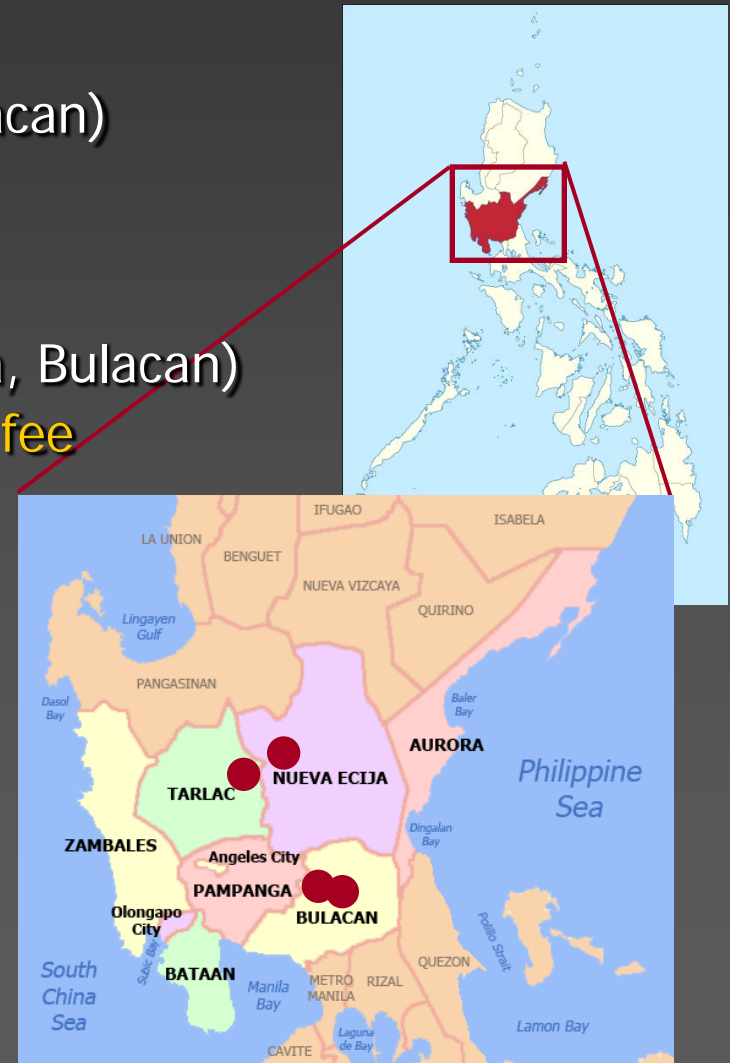 acan)
, Bulacan)
fee
IFUGAO
ISABELA
LA UNION
BENGUET
NUEVA VIZCAYA
QUIRINO
Lingayen
Gulf
PANGASINAN
Dasol
Bay
Baler
Bay
AURORA
Philippine
Sea
NUEVA ECIJA
TARLAC
Dingalan
Bay
ZAMBALES
Angeles City
PAMPANGA
Olongapo
City
BULACAN
Subic Bay
BATAAN
Polillo Strait
South
China
Sea
Manila
Bay
METRO
MANILA
RIZAL
QUEZON
Lamon Bay
Laguna
de Bay
CAVITE